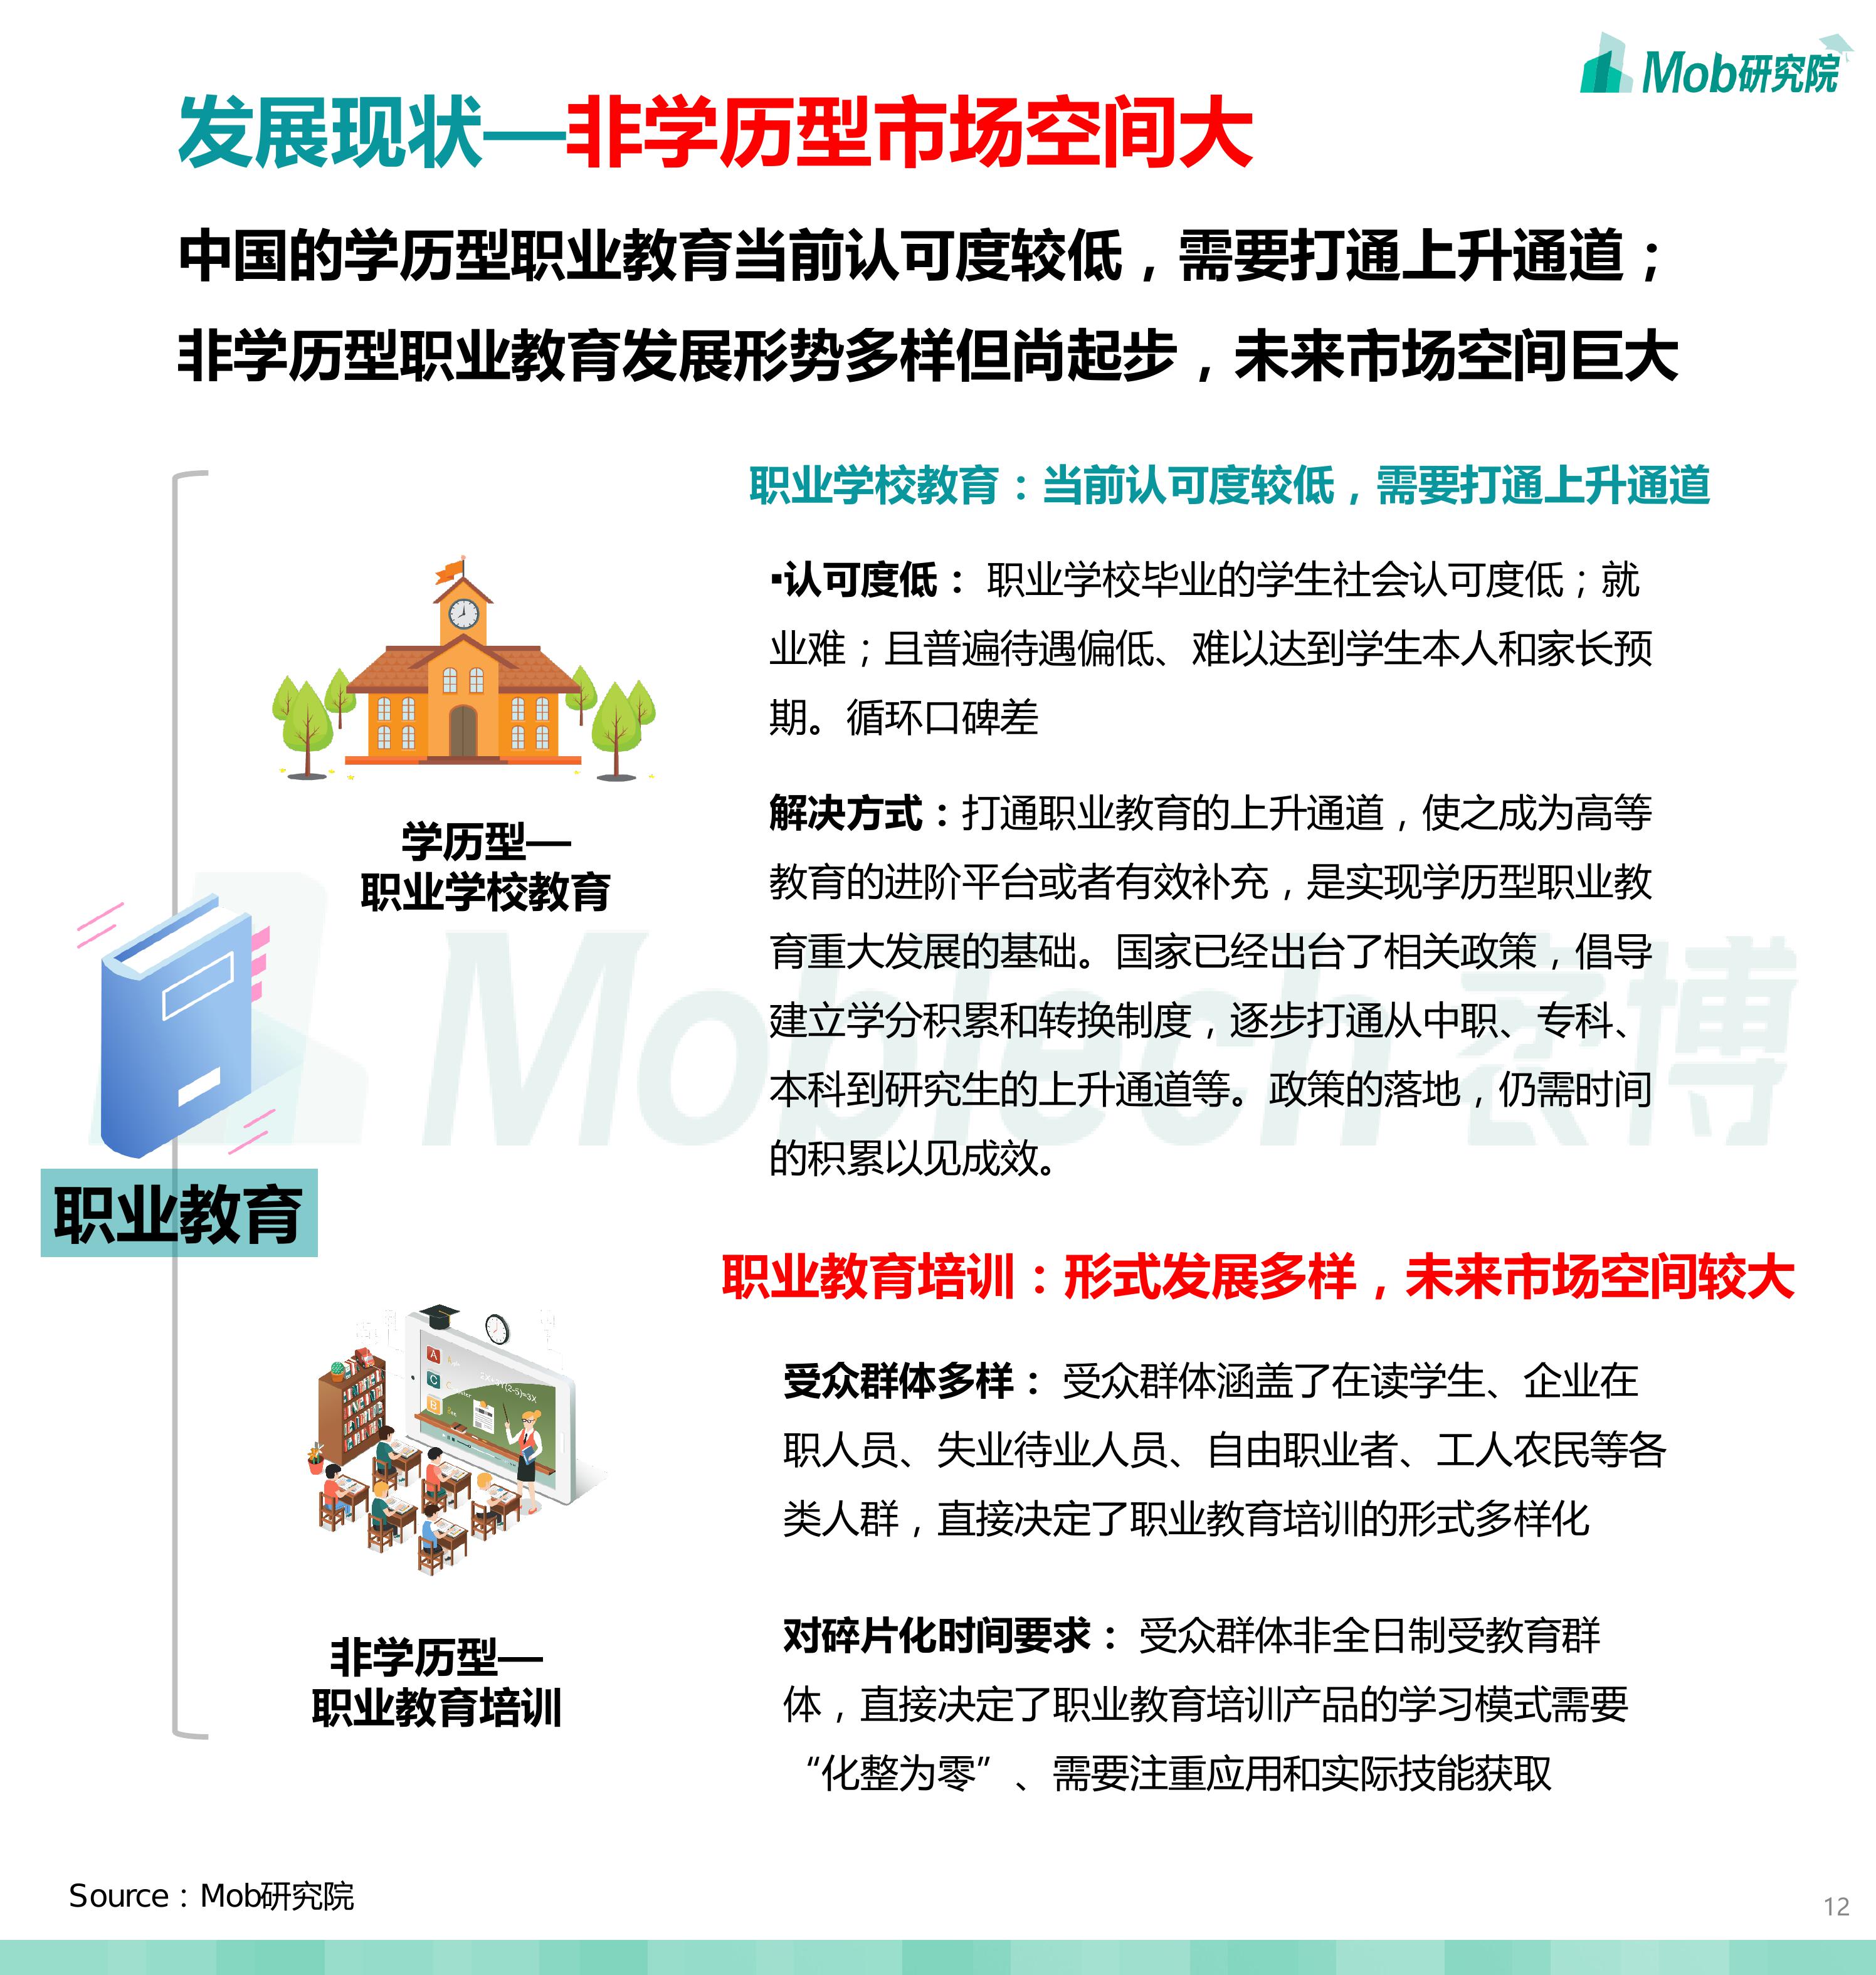 Mob研究院
发展现状—非学历型市场空间大
中国的学历型职业教育当前认可度较低，需要打通上升通道；
非学历型职业教育发展形势多样但尚起步，未来市场空间巨大
职业学校教育：当前认可度较低，需要打通上升通道
▪认可度低： 职业学校毕业的学生社会认可度低；就
业难；且普遍待遇偏低、难以达到学生本人和家长预
期。循环口碑差
解决方式：打通职业教育的上升通道，使之成为高等
教育的进阶平台或者有效补充，是实现学历型职业教
育重大发展的基础。国家已经出台了相关政策，倡导
建立学分积累和转换制度，逐步打通从中职、专科、
本科到研究生的上升通道等。政策的落地，仍需时间
的积累以见成效。
学历型—
职业学校教育
MobTech袤博
职业教育
职业教育培训：形式发展多样，未来市场空间较大
受众群体多样： 受众群体涵盖了在读学生、企业在
职人员、失业待业人员、自由职业者、工人农民等各
类人群，直接决定了职业教育培训的形式多样化
对碎片化时间要求： 受众群体非全日制受教育群
体，直接决定了职业教育培训产品的学习模式需要
“化整为零”、需要注重应用和实际技能获取
A
C
B
非学历型—
职业教育培训
Source：Mob研究院
12